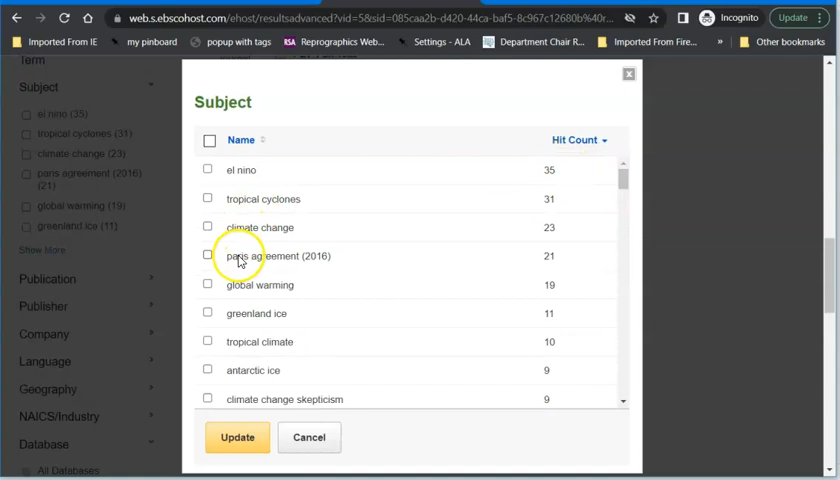 web.s.ebscohost.com/ehost/resultsadvanced?vid=5&sid=085caa2b-d420-44ca-baf5-8c967c12680b%40r...
Incognito
Update
Imported From IE
my pinboard
popup with tags
RSA
Reprographics Web...
Settings - ALA
Department Chair R...
Imported From Fire...
»
Other bookmarks
Term
Subject
el nino (35)
tropical cyclones (31)
climate change (23)
paris agreement (2016)
(21)
global warming (19)
greenland ice (11)
Show More
Publication
Publisher
Company
Language
Geography
NAICS/Industry
Database
All Databases
Subject
Name
Hit Count
el nino 35
tropical cyclones 31
climate change 23
paris agreement (2016) 21
global warming 19
greenland ice 11
tropical climate 10
antarctic ice 9
climate change skepticism 9
Update
Cancel